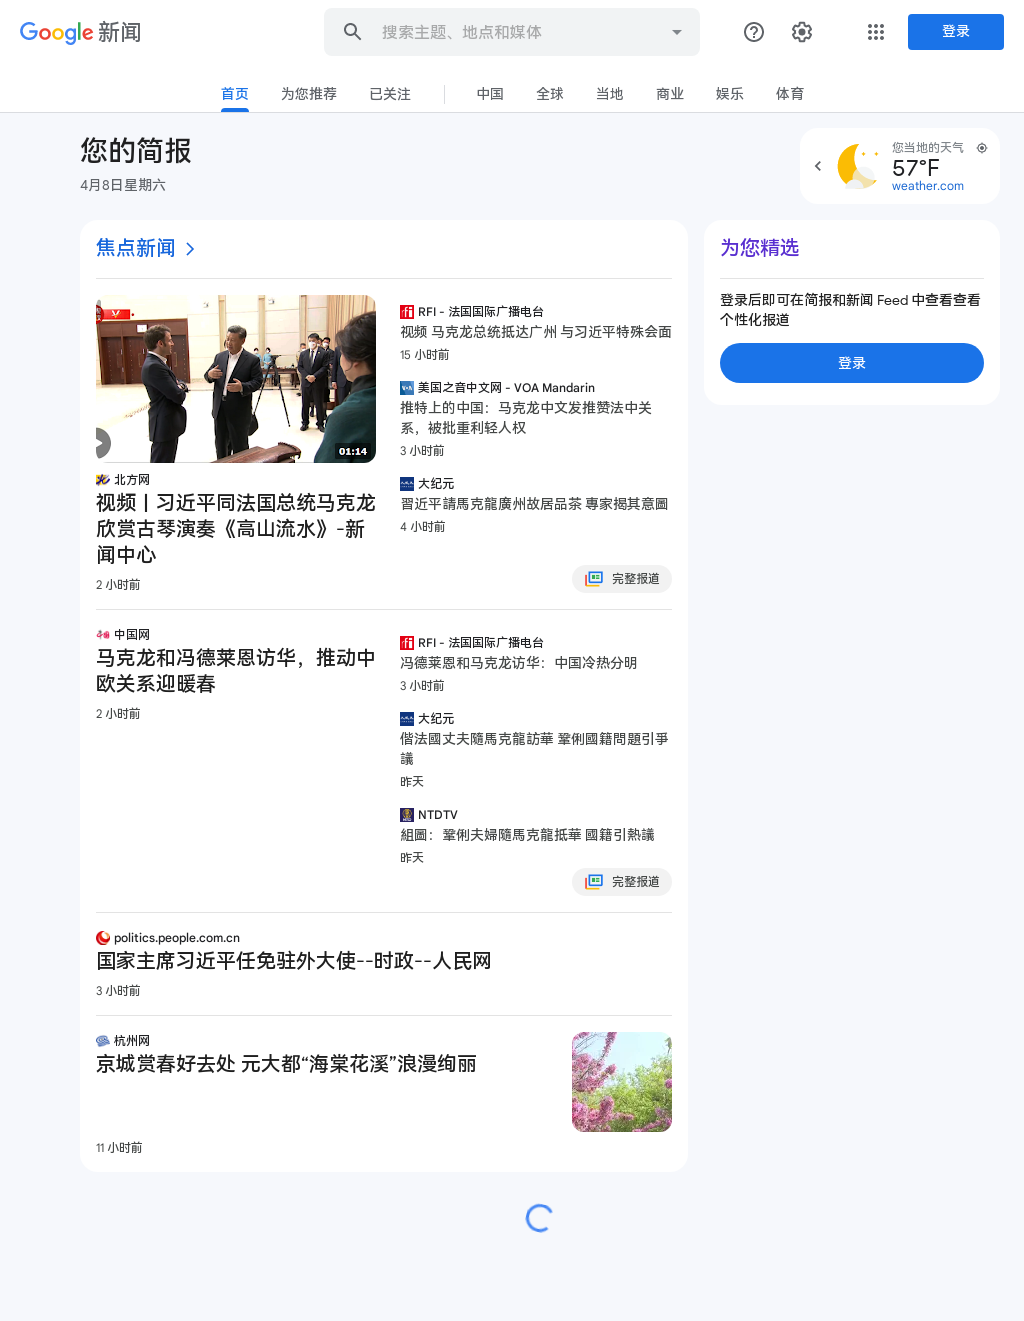 Google 新闻
搜索主题、地点和媒体
登录
首页
为您推荐
已关注
中国
全球
当地
商业
娱乐
体育
您的简报
4月8日星期六
您当地的天气
57°F
weather.com
焦点新闻
01:14
北方网
视频丨习近平同法国总统马克龙
欣赏古琴演奏《高山流水》-新
闻中心
2 小时前
RFI - 法国国际广播电台
视频 马克龙总统抵达广州 与习近平特殊会面
15 小时前
美国之音中文网 - VOA Mandarin
推特上的中国：马克龙中文发推赞法中关
系，被批重利轻人权
3 小时前
大纪元
習近平請馬克龍廣州故居品茶 專家揭其意圖
4 小时前
完整报道
中国网
马克龙和冯德莱恩访华，推动中
欧关系迎暖春
2 小时前
RFI - 法国国际广播电台
冯德莱恩和马克龙访华：中国冷热分明
3 小时前
大纪元
偕法國丈夫隨馬克龍訪華 鞏俐國籍問題引爭
議
昨天
NTDTV
組圖：鞏俐夫婦隨馬克龍抵華 國籍引熱議
昨天
完整报道
politics.people.com.cn
国家主席习近平任免驻外大使--时政--人民网
3 小时前
杭州网
京城赏春好去处 元大都“海棠花溪”浪漫绚丽
11 小时前
为您精选
登录后即可在简报和新闻 Feed 中查看查看
个性化报道
登录